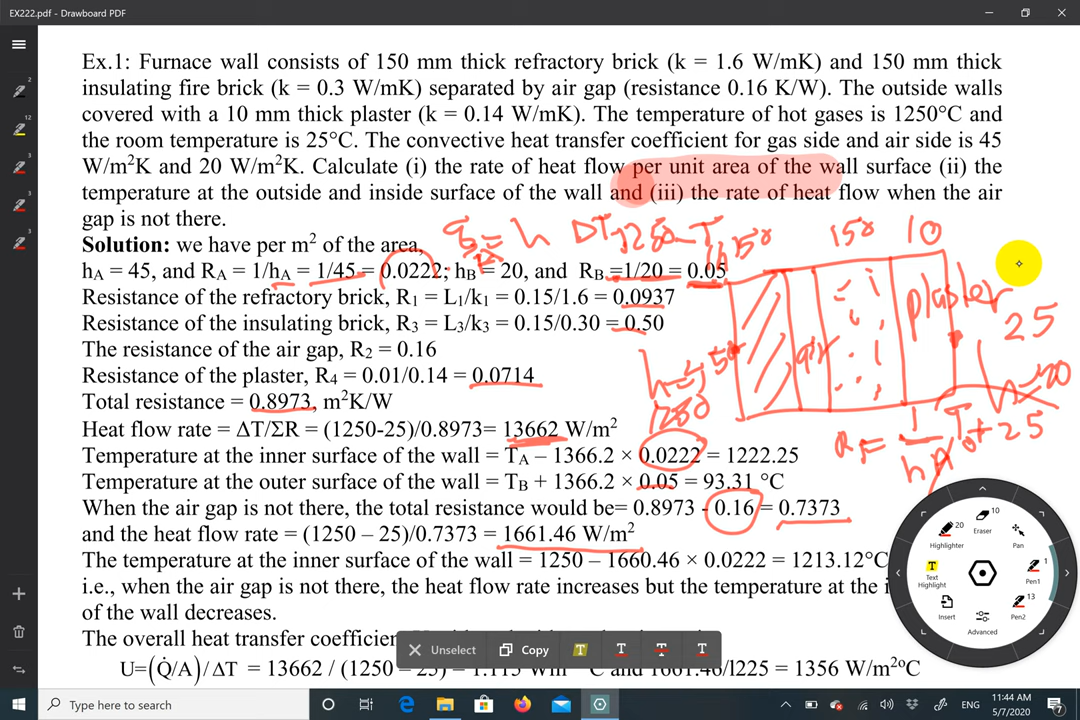 EX222.pdf - Drawboard PDF
Ex.1: Furnace wall consists of 150 mm thick refractory brick (k = 1.6 W/mK) and 150 mm thick
insulating fire brick (k = 0.3 W/mK) separated by air gap (resistance 0.16 K/W). The outside walls
covered with a 10 mm thick plaster (k = 0.14 W/mK). The temperature of hot gases is 1250°C and
the room temperature is 25°C. The convective heat transfer coefficient for gas side and air side is 45
W/m²K and 20 W/m²K. Calculate (i) the rate of heat flow per unit area of the wall surface (ii) the
temperature at the outside and inside surface of the wall and (iii) the rate of heat flow when the air
gap is not there.
Solution: we have per m² of the area,
hA = 45, and RA = 1/hA = 1/45 = 0.0222; hB = 20, and RB = 1/20 = 0.05
Resistance of the refractory brick, R1 = L1/k1 = 0.15/1.6 = 0.0937
Resistance of the insulating brick, R3 = L3/k3 = 0.15/0.30 = 0.50
The resistance of the air gap, R2 = 0.16
Resistance of the plaster, R4 = 0.01/0.14 = 0.0714
Total resistance = 0.8973, m²K/W
Heat flow rate = ΔT/ΣR = (1250-25)/0.8973= 13662 W/m²
Temperature at the inner surface of the wall = TA – 1366.2 × 0.0222 = 1222.25
Temperature at the outer surface of the wall = TB + 1366.2 × 0.05 = 93.31 °C
When the air gap is not there, the total resistance would be= 0.8973 - 0.16 = 0.7373
and the heat flow rate = (1250 – 25)/0.7373 = 1661.46 W/m²
The temperature at the inner surface of the wall = 1250 – 1660.46 × 0.0222 = 1213.12°C
i.e., when the air gap is not there, the heat flow rate increases but the temperature at the
of the wall decreases.
The overall heat transfer
U=(Q̇/A)/ΔT = 13662 / (1250 – 25) = 1.115 W/m² °C and 1661.46/1225 = 1356 W/m²°C
150 10
plaster
air
25
1250
Unselect
Copy
T T T T
10
Eraser
20
Highlighter
Pan
T
Text
Highlight
1
Pen1
Insert
13
Pen2
Advanced
2
12
3
3
3
Type here to search
ENG
11:44 AM
5/7/2020
7